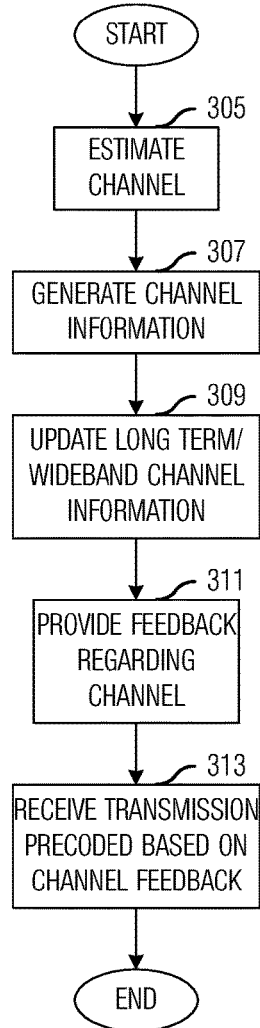 START
305
ESTIMATE
CHANNEL
307
GENERATE CHANNEL
INFORMATION
309
UPDATE LONG TERM/
WIDEBAND CHANNEL
INFORMATION
311
PROVIDE FEEDBACK
REGARDING
CHANNEL
313
RECEIVE TRANSMISSION
PRECODED BASED ON
CHANNEL FEEDBACK
END